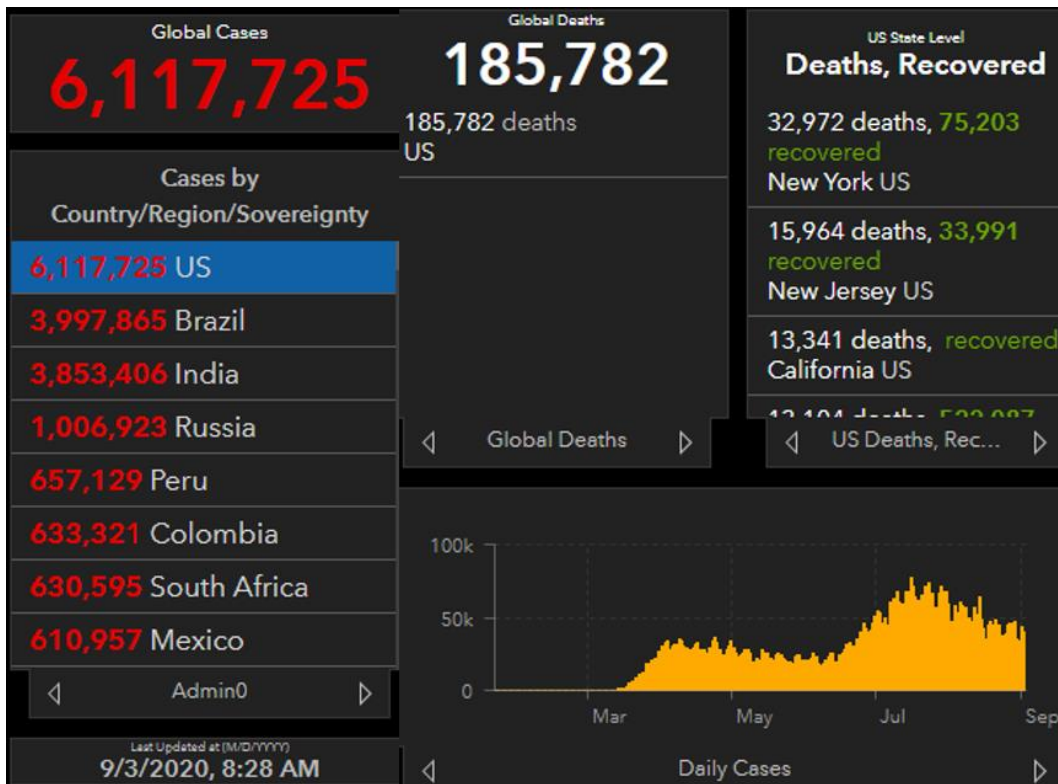 Global Cases
6,117,725
Cases by
Country/Region/Sovereignty
6,117,725 US
3,997,865 Brazil
3,853,406 India
1,006,923 Russia
657,129 Peru
633,321 Colombia
630,595 South Africa
610,957 Mexico
Admin0
Last Updated at (M/D/YYYY)
9/3/2020, 8:28 AM
Global Deaths
185,782
185,782 deaths
US
Global Deaths
US State Level
Deaths, Recovered
32,972 deaths, 75,203
recovered
New York US
15,964 deaths, 33,991
recovered
New Jersey US
13,341 deaths, recovered
California US
US Deaths, Rec...
100k
50k
0
Mar May Jul Sep
Daily Cases